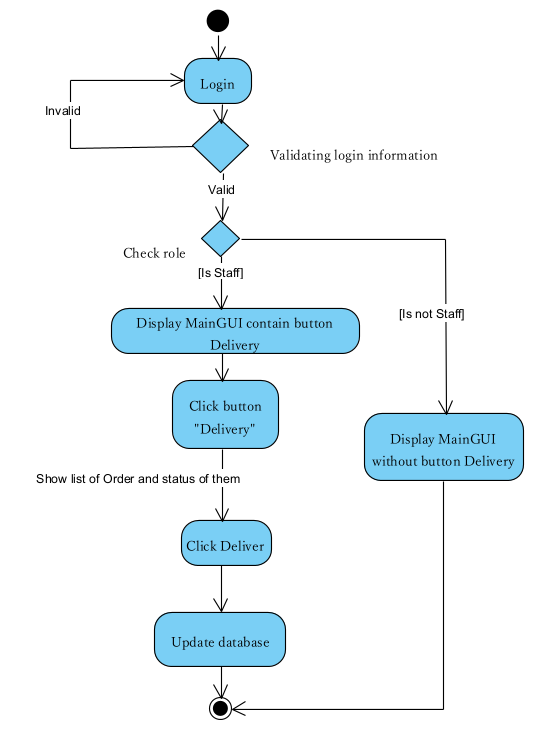 Login
Invalid
Validating login information
Valid
Check role
[Is Staff]
[Is not Staff]
Display MainGUI contain button
Delivery
Click button
"Delivery"
Display MainGUI
without button Delivery
Show list of Order and status of them
Click Deliver
Update database